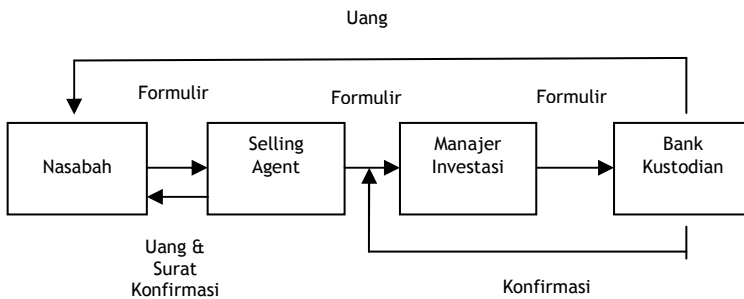 Uang
Formulir
Formulir
Formulir
Nasabah
Selling
Agent
Manajer
Investasi
Bank
Kustodian
Uang &
Surat
Konfirmasi
Konfirmasi